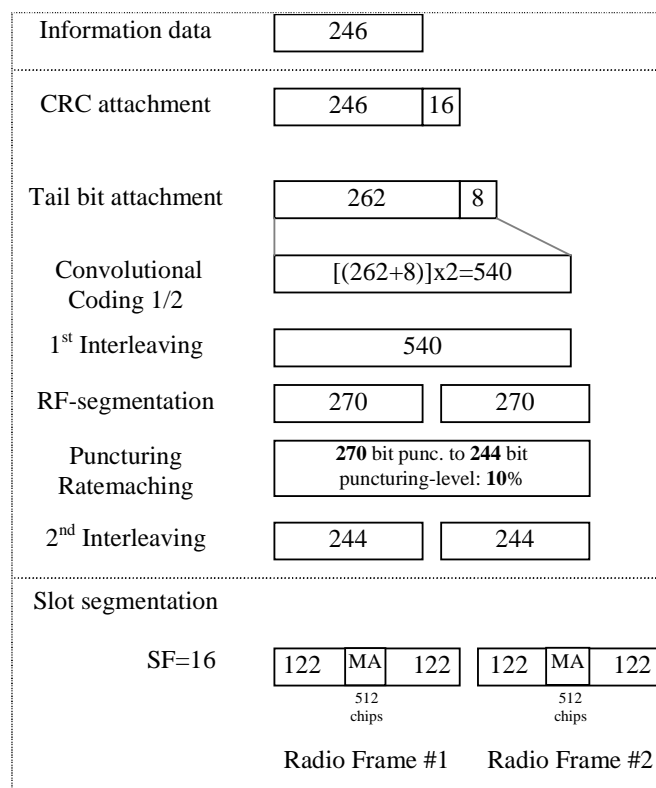 Information data
246
CRC attachment
246 16
Tail bit attachment
262 8
Convolutional
Coding 1/2
[(262+8)]x2=540
1st Interleaving
540
RF-segmentation
270 270
Puncturing
Ratemaching
270 bit punc. to 244 bit
puncturing-level: 10%
2nd Interleaving
244 244
Slot segmentation
SF=16
122 MA 122 122 MA 122
512
chips
512
chips
Radio Frame #1 Radio Frame #2